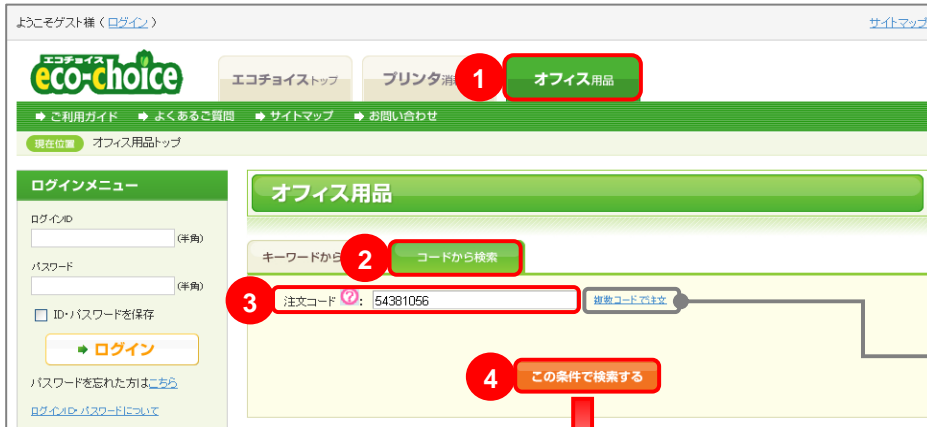 ようこそゲスト様（ログイン）
サイトマップ
エコチョイス
eco-choice
エコチョイストップ
プリンタ消
1
オフィス用品
ご利用ガイド
よくあるご質問
サイトマップ
お問い合わせ
現在位置
オフィス用品トップ
ログインメニュー
ログインID
(半角)
パスワード
(半角)
ID・パスワードを保存
ログイン
パスワードを忘れた方はこちら
ログインID・パスワードについて
オフィス用品
キーワードから
2
コードから検索
3
注文コード ? : 54381056
複数コードで注文
4
この条件で検索する